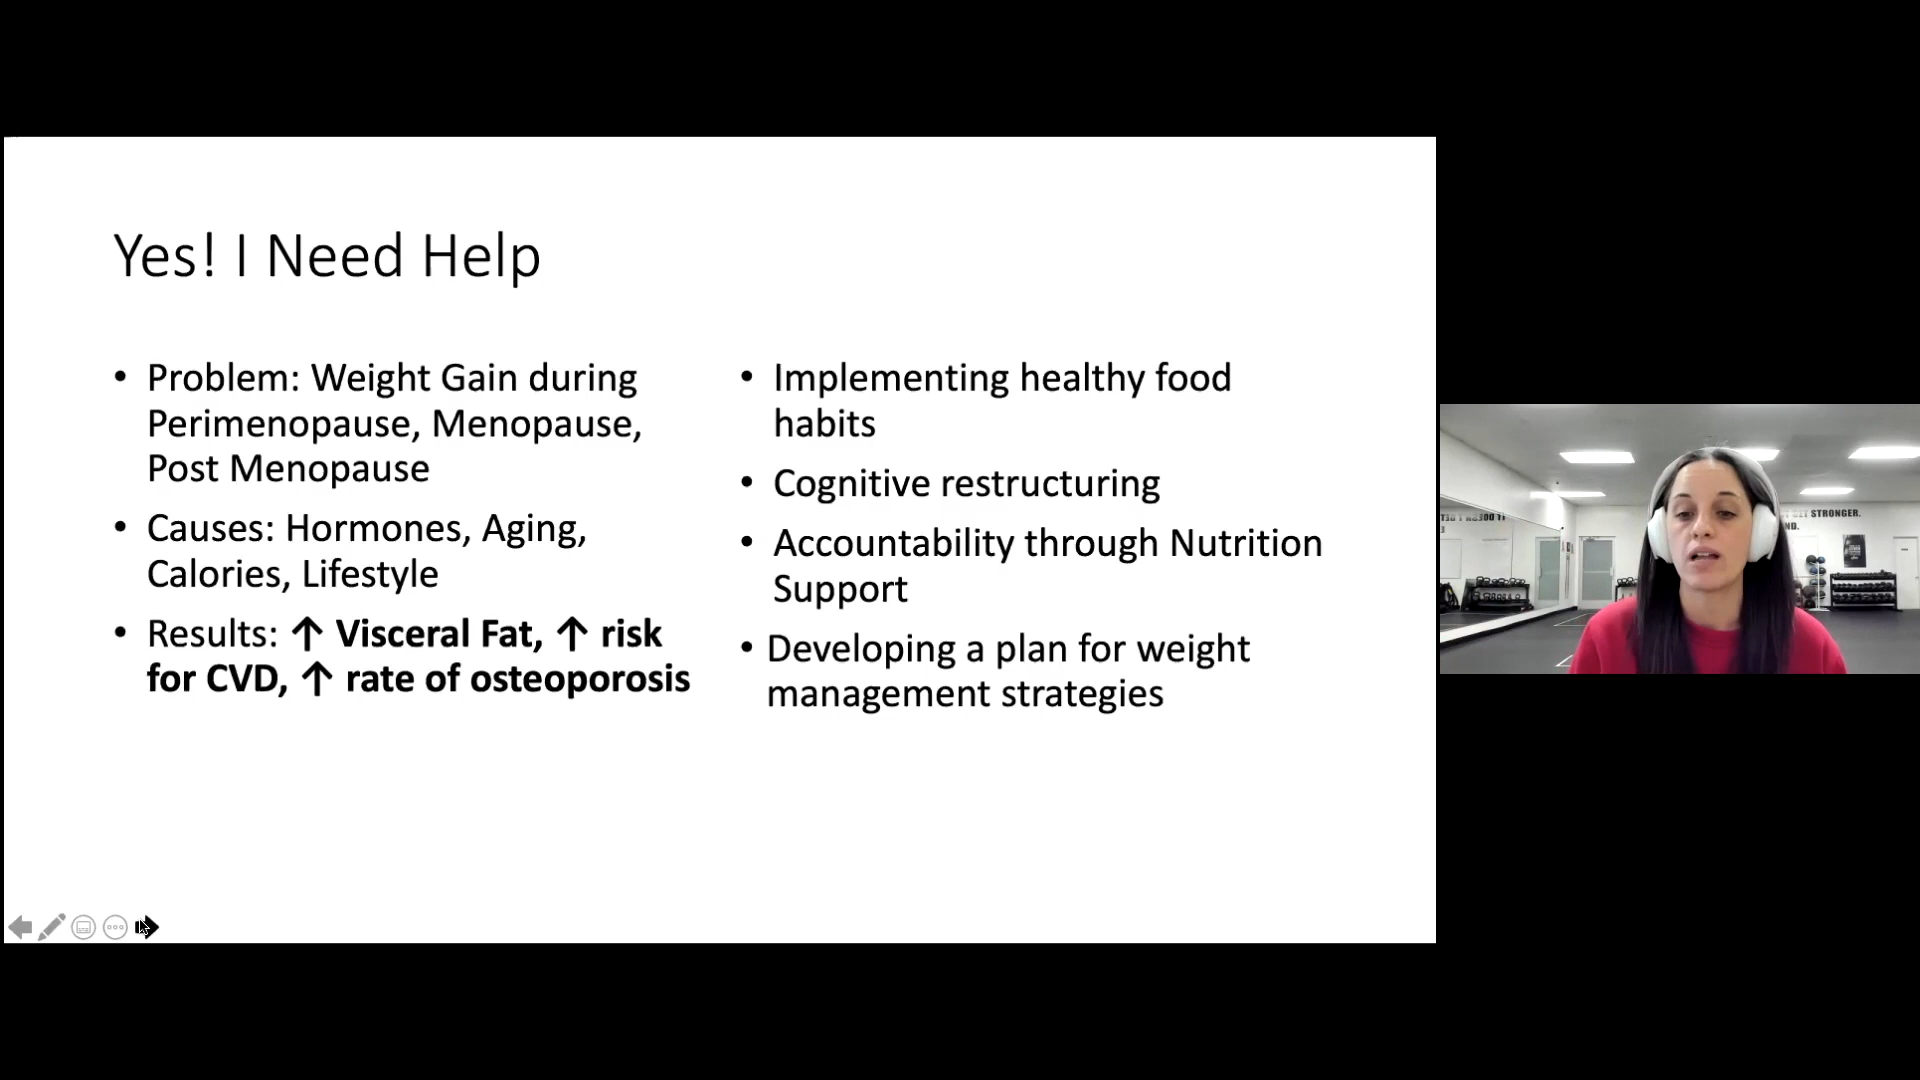 Yes! I Need Help
• Problem: Weight Gain during
Perimenopause, Menopause,
Post Menopause
• Causes: Hormones, Aging,
Calories, Lifestyle
• Results: ↑ Visceral Fat, ↑ risk
for CVD, ↑ rate of osteoporosis
• Implementing healthy food
habits
• Cognitive restructuring
• Accountability through Nutrition
Support
• Developing a plan for weight
management strategies
STRONGER.